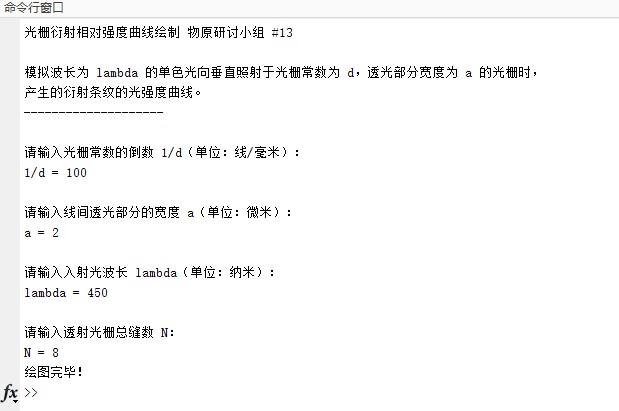 命令行窗口
光栅衍射相对强度曲线绘制 物原研讨小组 #13
模拟波长为 lambda 的单色光向垂直照射于光栅常数为 d，透光部分宽度为 a 的光栅时，
产生的衍射条纹的光强度曲线。
--------------------
请输入光栅常数的倒数 1/d（单位：线/毫米）：
1/d = 100
请输入线间透光部分的宽度 a（单位：微米）：
a = 2
请输入入射光波长 lambda（单位：纳米）：
lambda = 450
请输入透射光栅总缝数 N：
N = 8
绘图完毕！
fx >>